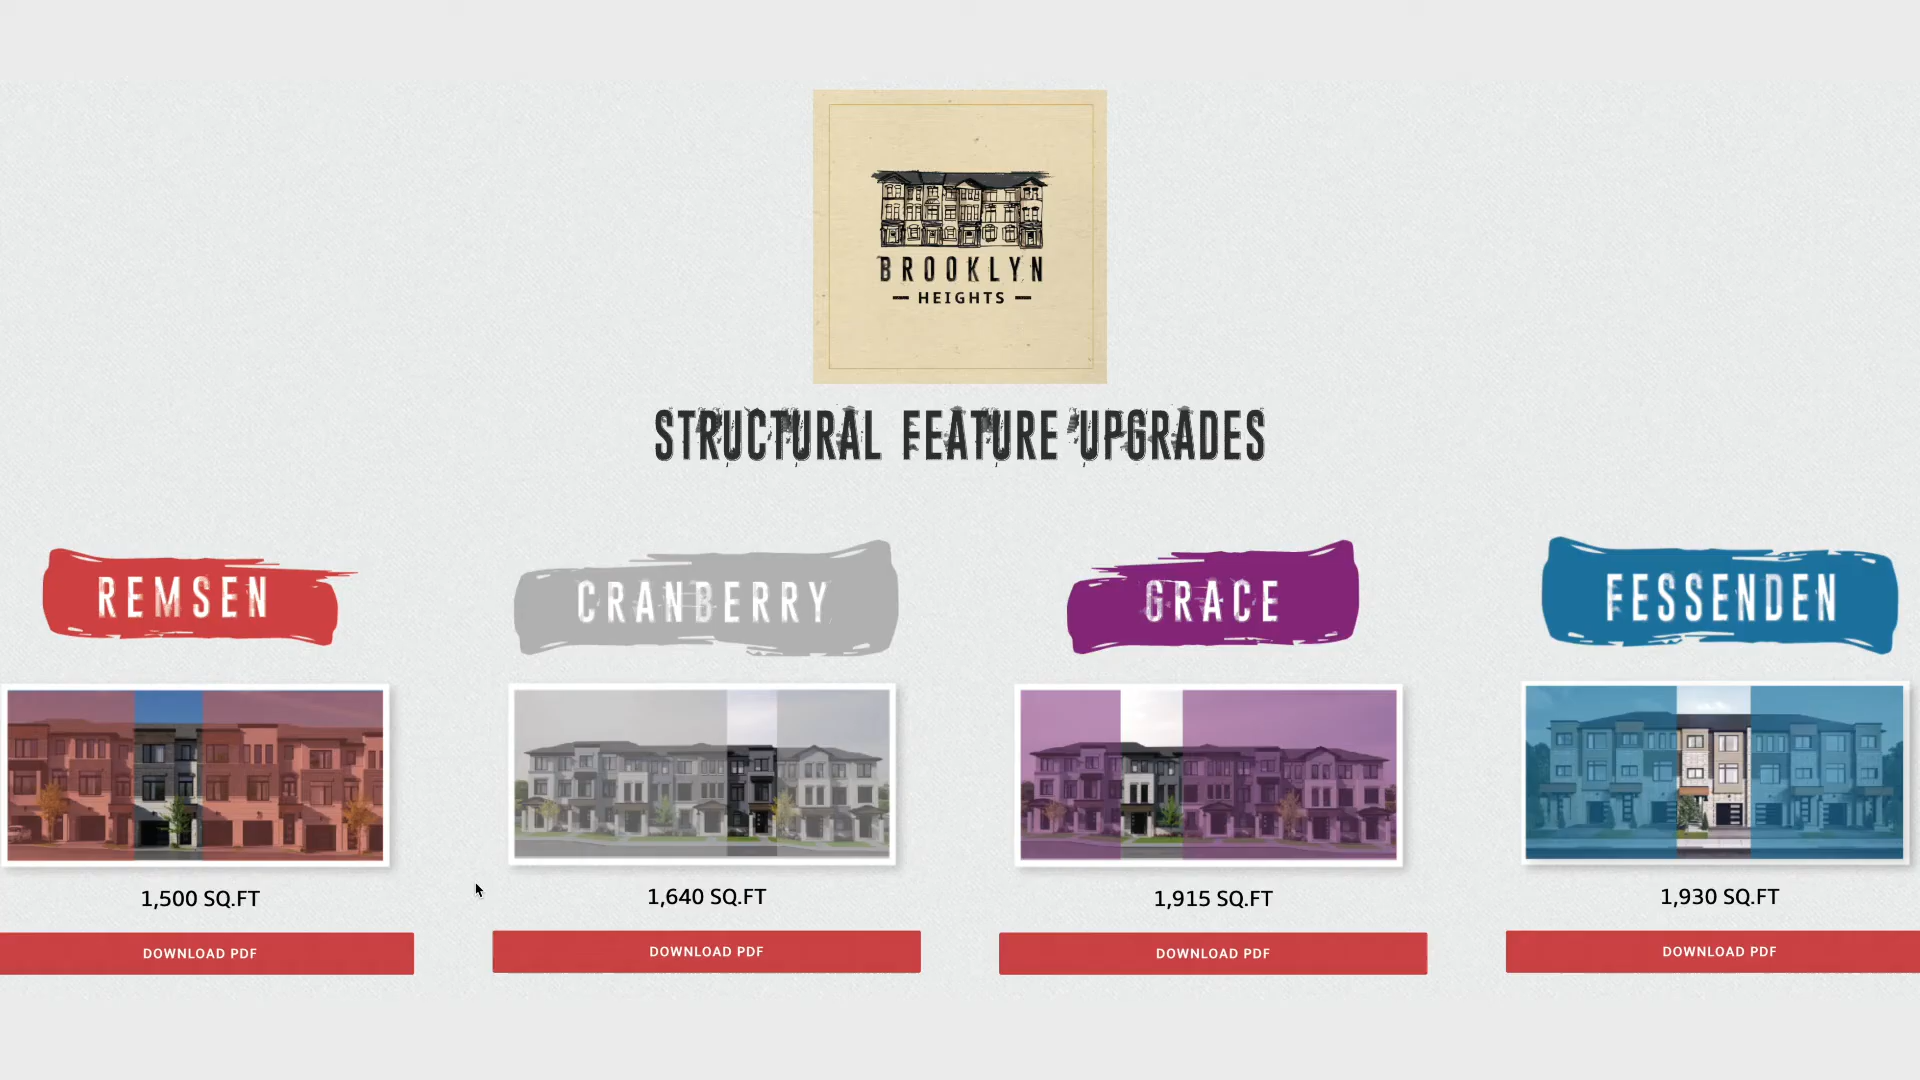 BROOKLYN
HEIGHTS
STRUCTURAL FEATURE UPGRADES
REMSEN
CRANBERRY
GRACE
FESSENDEN
1,500 SQ.FT
1,640 SQ.FT
1,915 SQ.FT
1,930 SQ.FT
DOWNLOAD PDF
DOWNLOAD PDF
DOWNLOAD PDF
DOWNLOAD PDF